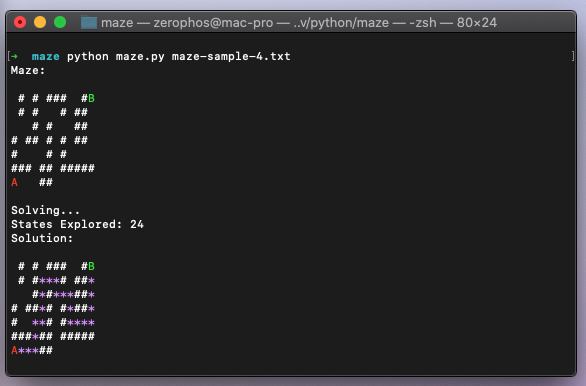 maze — zerophos@mac-pro — ..v/python/maze — -zsh — 80×24
[➜  maze python maze.py maze-sample-4.txt ]
Maze:
 # # ###  #B
 # #   # ##
   # #   ##
# ## # # ##
#    # #
### ## #####
A   ##
Solving...
States Explored: 24
Solution:
 # # ###  #B
 # #***# ##*
   #*#***##*
# ##*# #*##*
#  **# #****
###*## #####
A***##